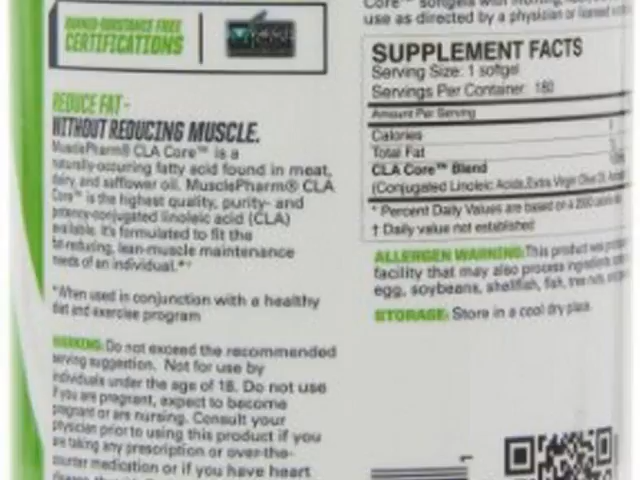 BANNED-SUBSTANCE FREE
CERTIFICATIONS
REDUCE FAT -
WITHOUT REDUCING MUSCLE.
MusclePharm® CLA Core™ is a
naturally-occurring fatty acid found in meat,
dairy, and safflower oil. MusclePharm® CLA
Core™ is the highest quality, purity- and
potency-conjugated linoleic acid (CLA)
available. It's formulated to fit the
fat-reducing, lean-muscle maintenance
needs of an individual.*
*When used in conjunction with a healthy
diet and exercise program
WARNING: Do not exceed the recommended
serving suggestion. Not for use by
individuals under the age of 18. Do not use
if you are pregnant, expect to become
pregnant or are nursing. Consult your
physician prior to using this product if you
are taking any prescription or over-the-
counter medication or if you have heart
Core™ softgels with
use as directed by a physician or licensed
SUPPLEMENT FACTS
Serving Size: 1 softgel
Servings Per Container: 180
Amount Per Serving
Calories
Total Fat
CLA Core™ Blend
(Conjugated Linoleic Acids, Extra Virgin Olive Oil,
* Percent Daily Values are based on a 2000 calorie
† Daily value not established
ALLERGEN WARNING: This product was
facility that may also process ingredients
egg, soybeans, shellfish, fish, tree nuts,
STORAGE: Store in a cool dry place.